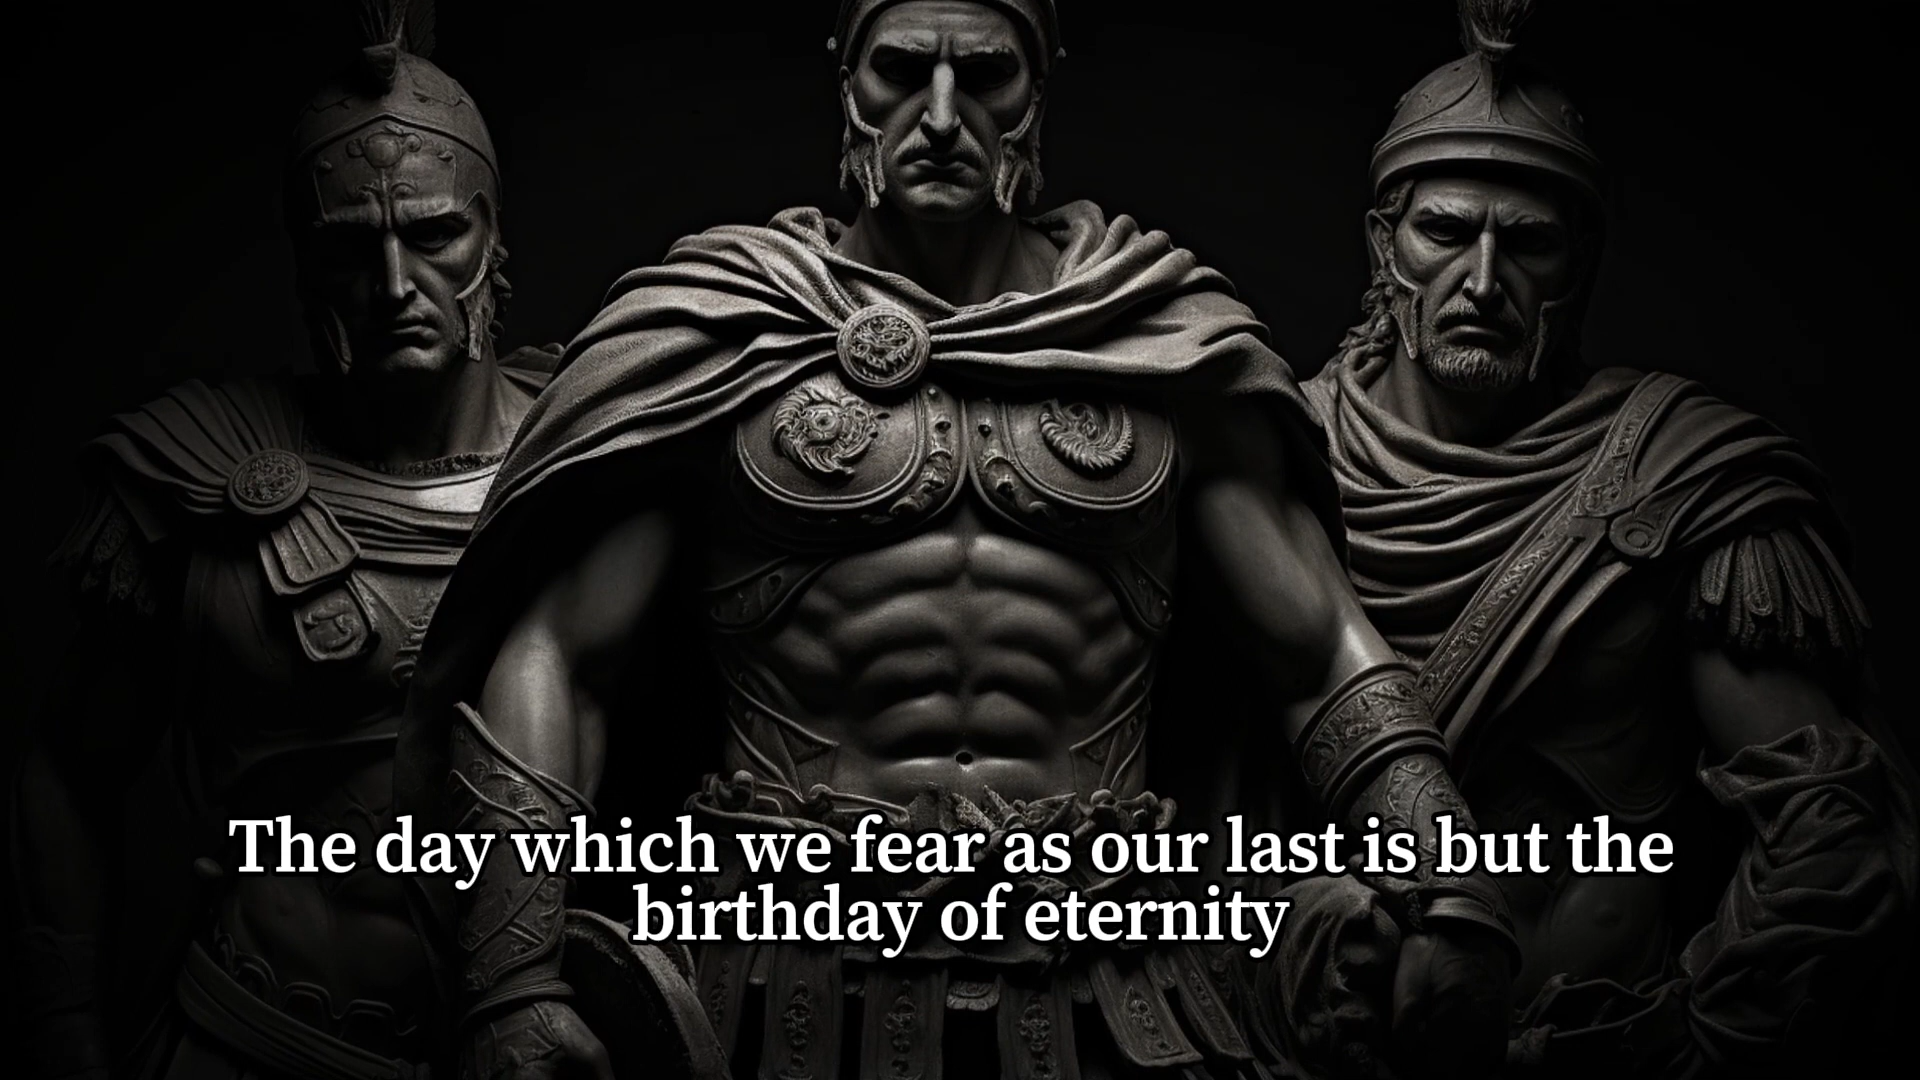 The day which we fear as our last is but the
birthday of eternity